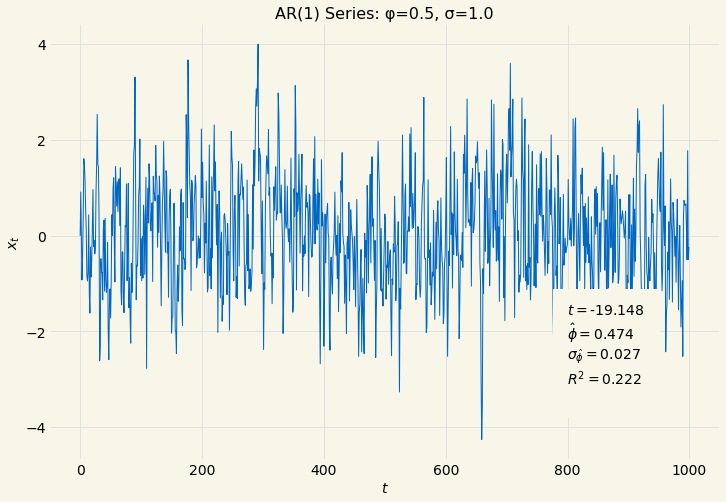 AR(1) Series: φ=0.5, σ=1.0
x_t
4
2
0
−2
−4
t = -19.148
φ̂ = 0.474
σ_φ̂ = 0.027
R² = 0.222
0 200 400 600 800 1000
t